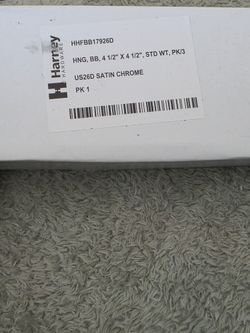 Harney
HARDWARE
HHFBB17926D
HNG, BB, 4 1/2" X 4 1/2", STD WT, PK/3
US26D SATIN CHROME
PK 1